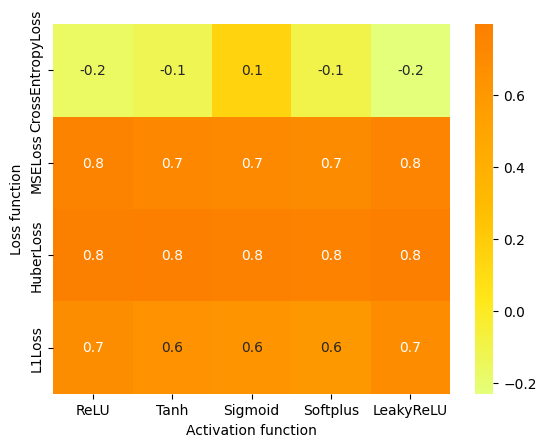 Loss function
CrossEntropyLoss
-0.2 -0.1 0.1 -0.1 -0.2
MSELoss
0.8 0.7 0.7 0.7 0.8
HuberLoss
0.8 0.8 0.8 0.8 0.8
L1Loss
0.7 0.6 0.6 0.6 0.7
ReLU Tanh Sigmoid Softplus LeakyReLU
Activation function
0.6
0.4
0.2
0.0
−0.2